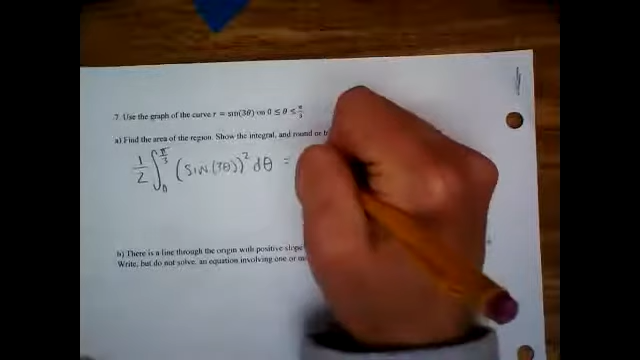 7. Use the graph of the curve r = sin(3θ) on 0 ≤ θ ≤ π/3
a) Find the area of the region. Show the integral, and round or
1/2 ∫₀^(π/3) (sin(3θ))² dθ =
b) There is a line through the origin with positive slope
Write, but do not solve, an equation involving one or